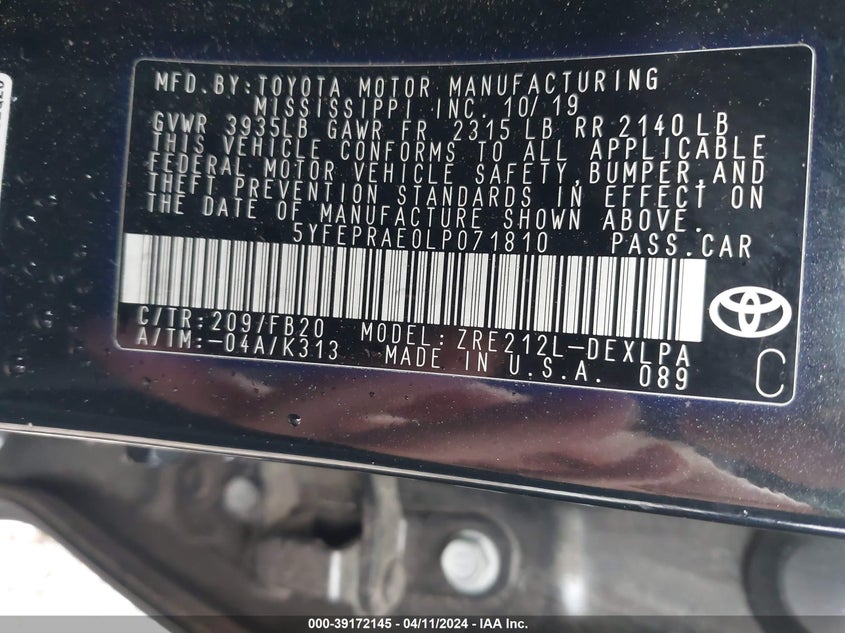 MFD. BY: TOYOTA MOTOR MANUFACTURING
MISSISSIPPI INC. 10/19
GVWR 3935LB GAWR FR 2315 LB RR 2140 LB
THIS VEHICLE CONFORMS TO ALL APPLICABLE
FEDERAL MOTOR VEHICLE SAFETY, BUMPER, AND
THEFT PREVENTION STANDARDS IN EFFECT ON
THE DATE OF MANUFACTURE SHOWN ABOVE.
5YFEPRAE0LP071810 PASS. CAR
C/TR: 209/FB20 MODEL: ZRE212L-DEXLPA
A/TM: -04A/K313 MADE IN U.S.A. 089
C
000-39172145 / 04/11/2024 - IAA Inc.